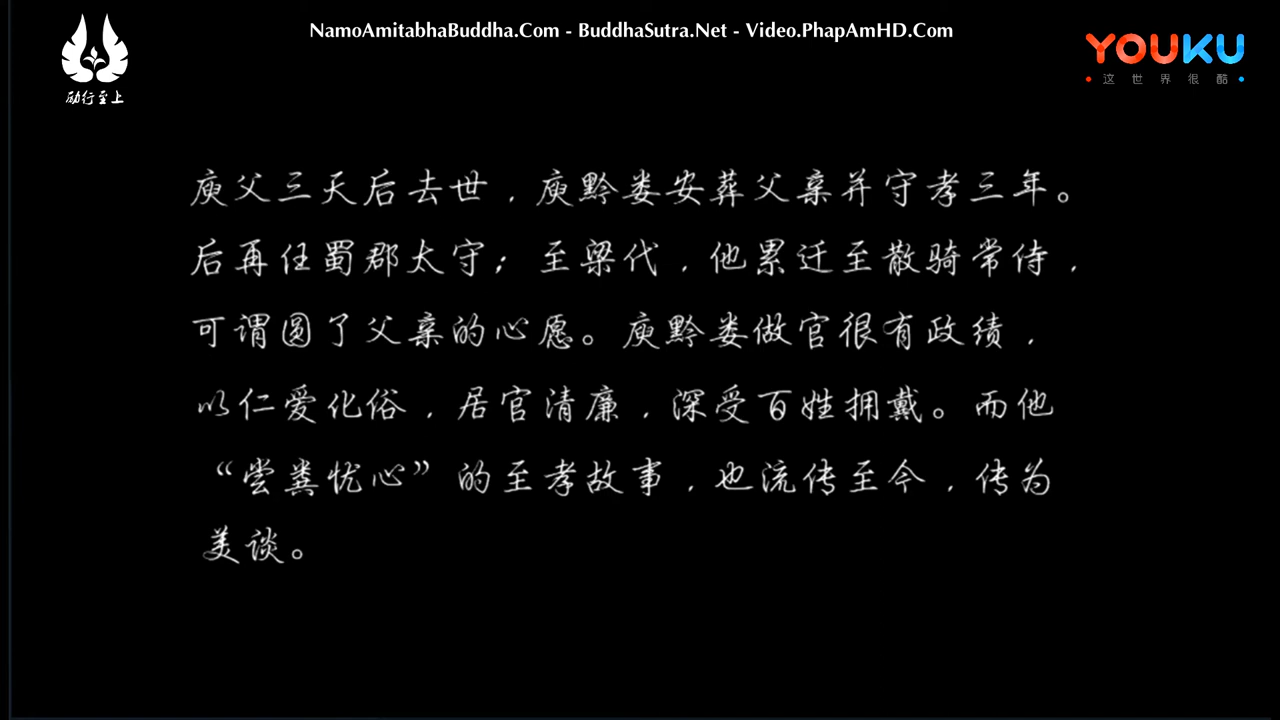 NamoAmitabhaBuddha.Com - BuddhaSutra.Net - Video.PhapAmHD.Com
YOUKU
这世界很酷
励行至上
庾父三天后去世，庾黔娄安葬父亲并守孝三年。
后再任蜀郡太守；至梁代，他累迁至散骑常侍，
可谓圆了父亲的心愿。庾黔娄做官很有政绩，
以仁爱化俗，居官清廉，深受百姓拥戴。而他
“尝粪忧心”的至孝故事，也流传至今，传为
美谈。